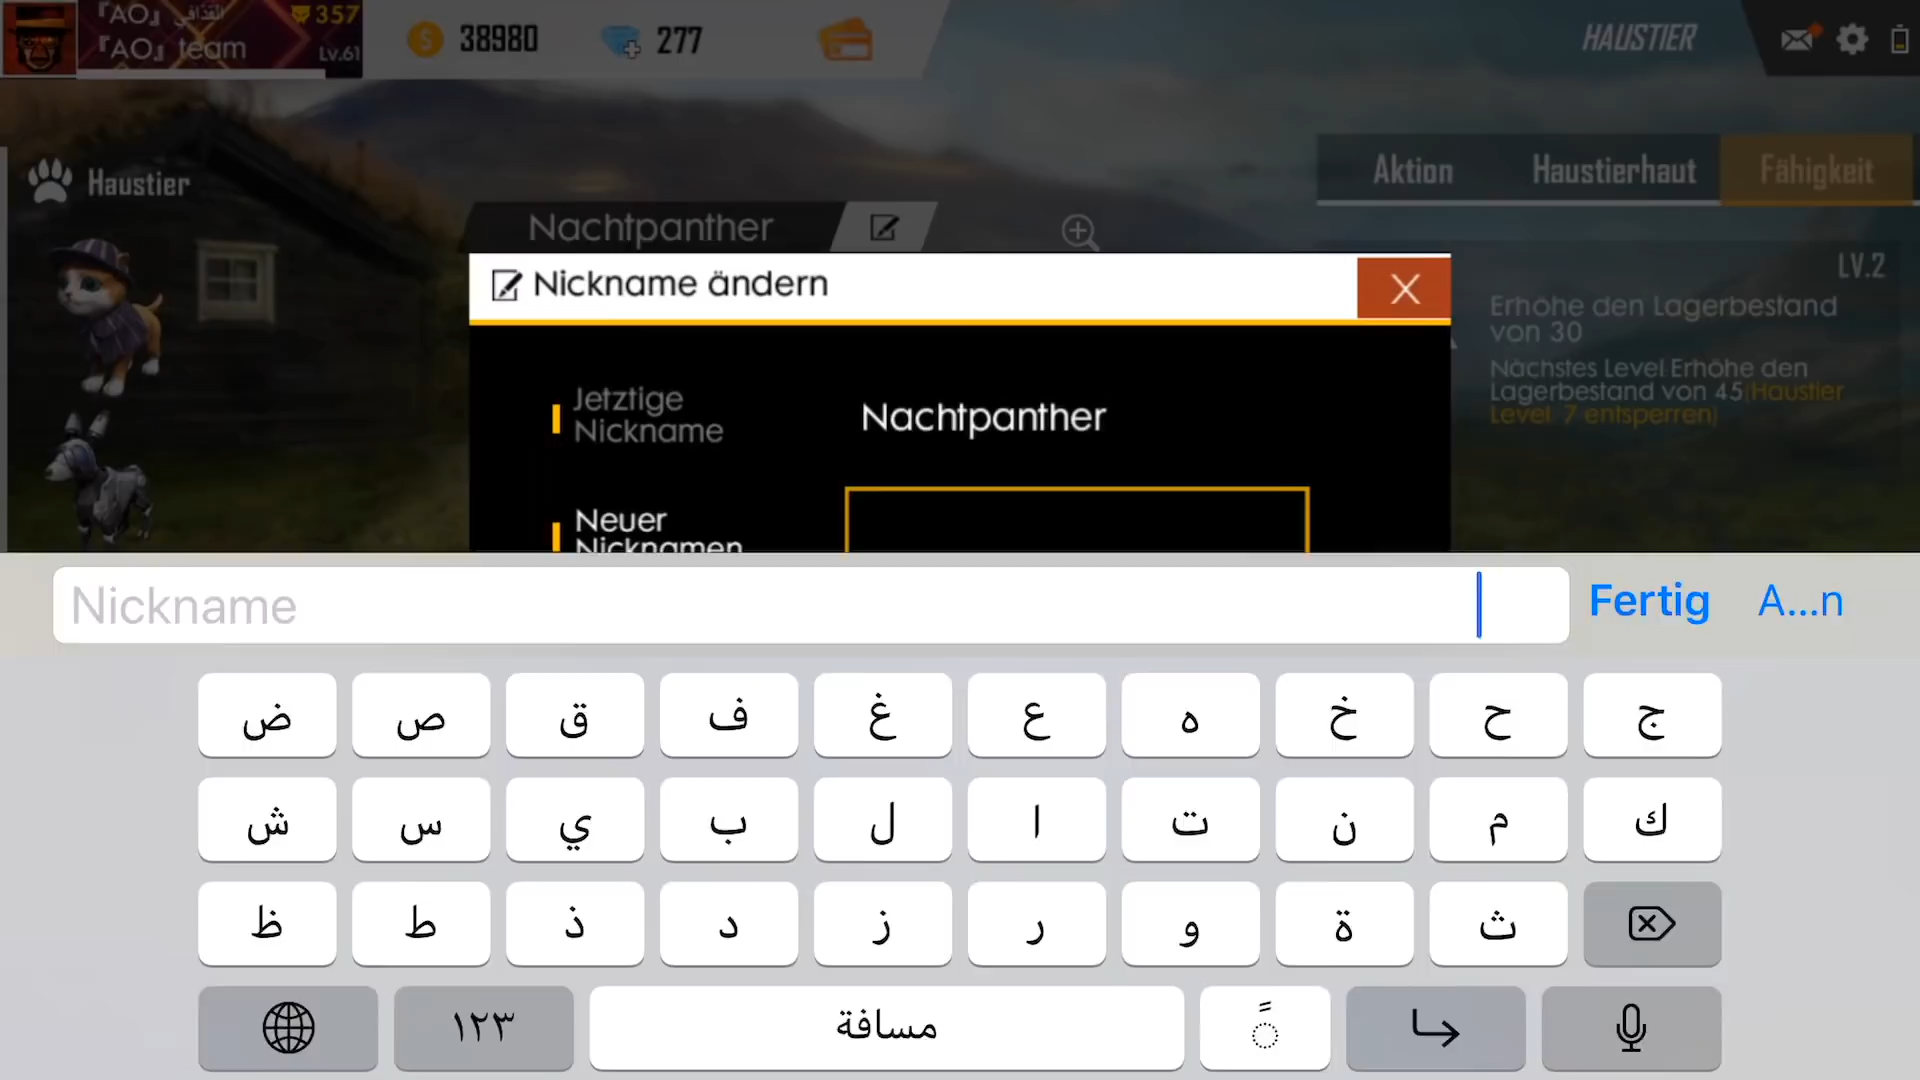 『AO』 القذافي
357
『AO』 team
Lv.61
38980
277
HAUSTIER
Haustier
Aktion
Haustierhaut
Fähigkeit
Nachtpanther
Nickname ändern
X
LV.2
Erhöhe den Lagerbestand
von 30
Nächstes Level Erhöhe den
Lagerbestand von 45(Haustier
Level 7 entsperren)
Jetztige
Nickname
Nachtpanther
Neuer
Nicknamen
Nickname
Fertig
A...n
ض ص ق ف غ ع ه خ ح ج
ش س ي ب ل ا ت ن م ك
ظ ط ذ د ز ر و ة ث
١٢٣
مسافة